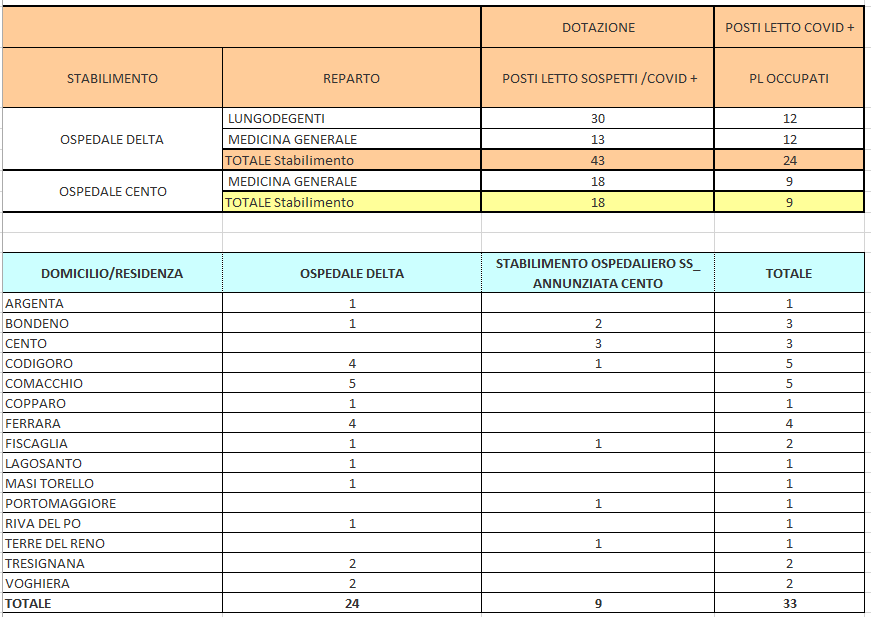 DOTAZIONE POSTI LETTO COVID +
STABILIMENTO REPARTO POSTI LETTO SOSPETTI /COVID + PL OCCUPATI
OSPEDALE DELTA
LUNGODEGENTI 30 12
MEDICINA GENERALE 13 12
TOTALE Stabilimento 43 24
OSPEDALE CENTO
MEDICINA GENERALE 18 9
TOTALE Stabilimento 18 9
DOMICILIO/RESIDENZA OSPEDALE DELTA STABILIMENTO OSPEDALIERO SS_
ANNUNZIATA CENTO TOTALE
ARGENTA 1 1
BONDENO 1 2 3
CENTO 3 3
CODIGORO 4 1 5
COMACCHIO 5 5
COPPARO 1 1
FERRARA 4 4
FISCAGLIA 1 1 2
LAGOSANTO 1 1
MASI TORELLO 1 1
PORTOMAGGIORE 1 1
RIVA DEL PO 1 1
TERRE DEL RENO 1 1
TRESIGNANA 2 2
VOGHIERA 2 2
TOTALE 24 9 33